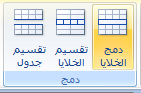 دمج الخلايا
تقسيم الخلايا
تقسيم جدول
دمج